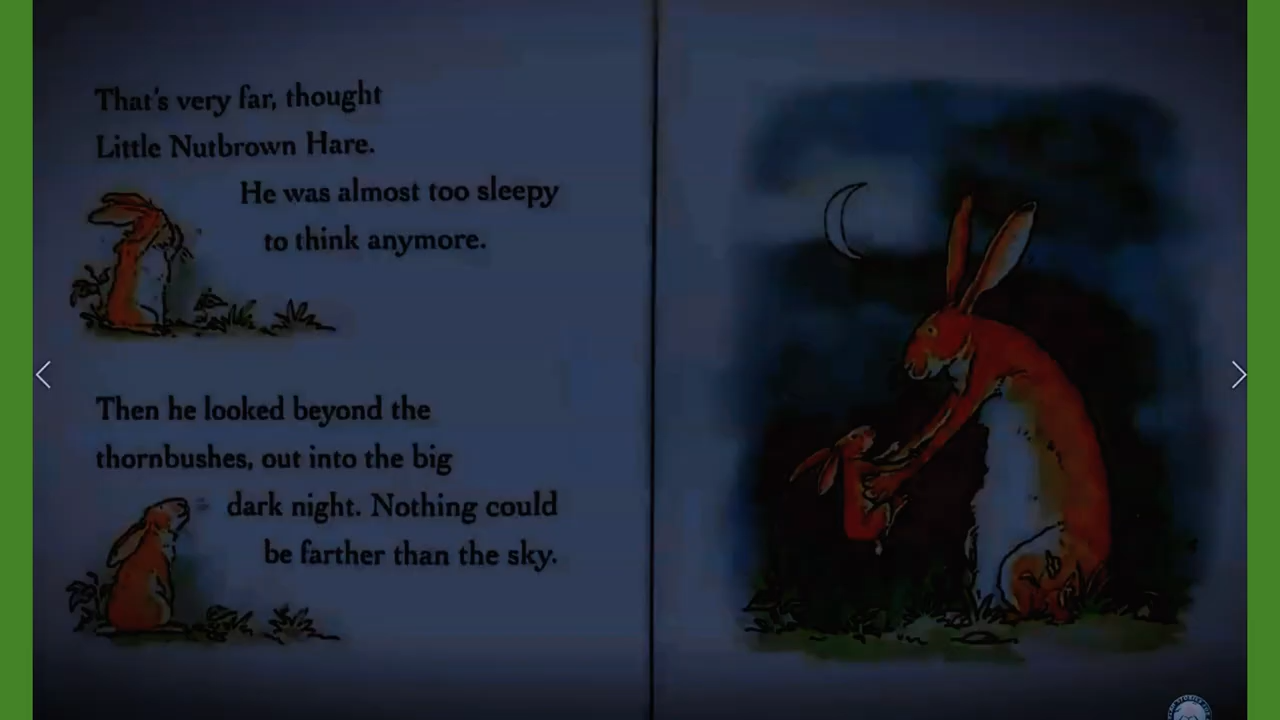 That's very far, thought
Little Nutbrown Hare.
He was almost too sleepy
to think anymore.
Then he looked beyond the
thornbushes, out into the big
dark night. Nothing could
be farther than the sky.